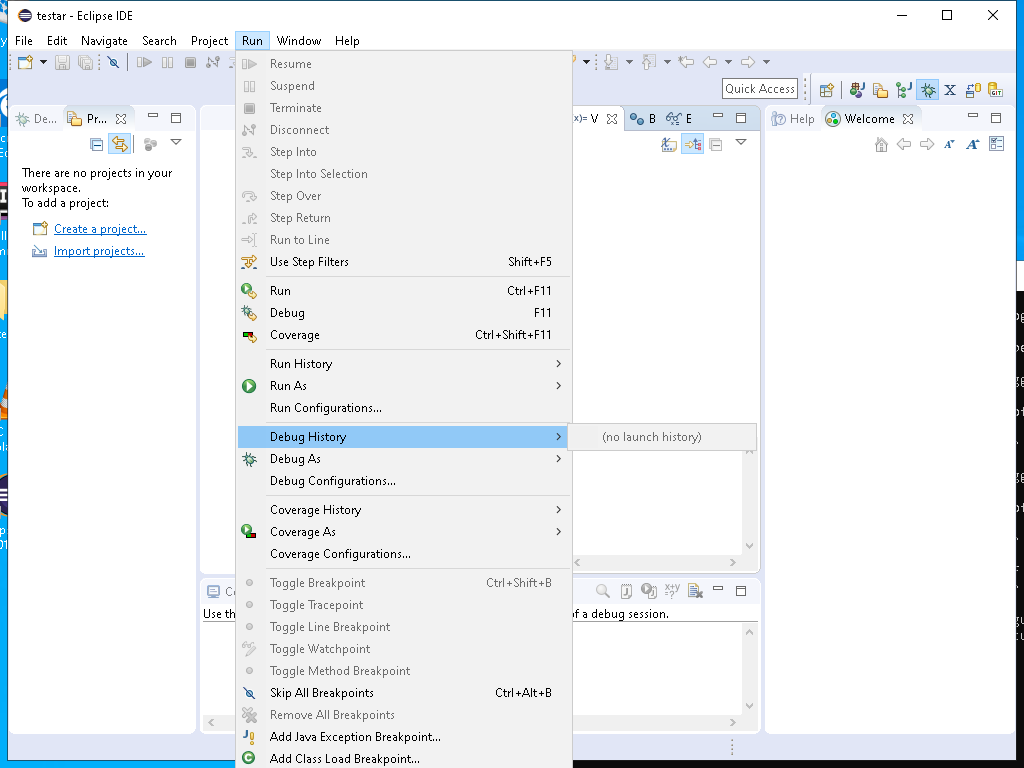 testar - Eclipse IDE
File Edit Navigate Search Project Run Window Help
Quick Access
De... Pr...
There are no projects in your
workspace.
To add a project:
Create a project...
Import projects...
Resume
Suspend
Terminate
Disconnect
Step Into
Step Into Selection
Step Over
Step Return
Run to Line
Use Step Filters Shift+F5
Run Ctrl+F11
Debug F11
Coverage Ctrl+Shift+F11
Run History
Run As
Run Configurations...
Debug History
(no launch history)
Debug As
Debug Configurations...
Coverage History
Coverage As
Coverage Configurations...
Toggle Breakpoint Ctrl+Shift+B
Toggle Tracepoint
Toggle Line Breakpoint
Toggle Watchpoint
Toggle Method Breakpoint
Skip All Breakpoints Ctrl+Alt+B
Remove All Breakpoints
Add Java Exception Breakpoint...
Add Class Load Breakpoint...
(x)= V B E
Co
Use th
of a debug session.
Help Welcome